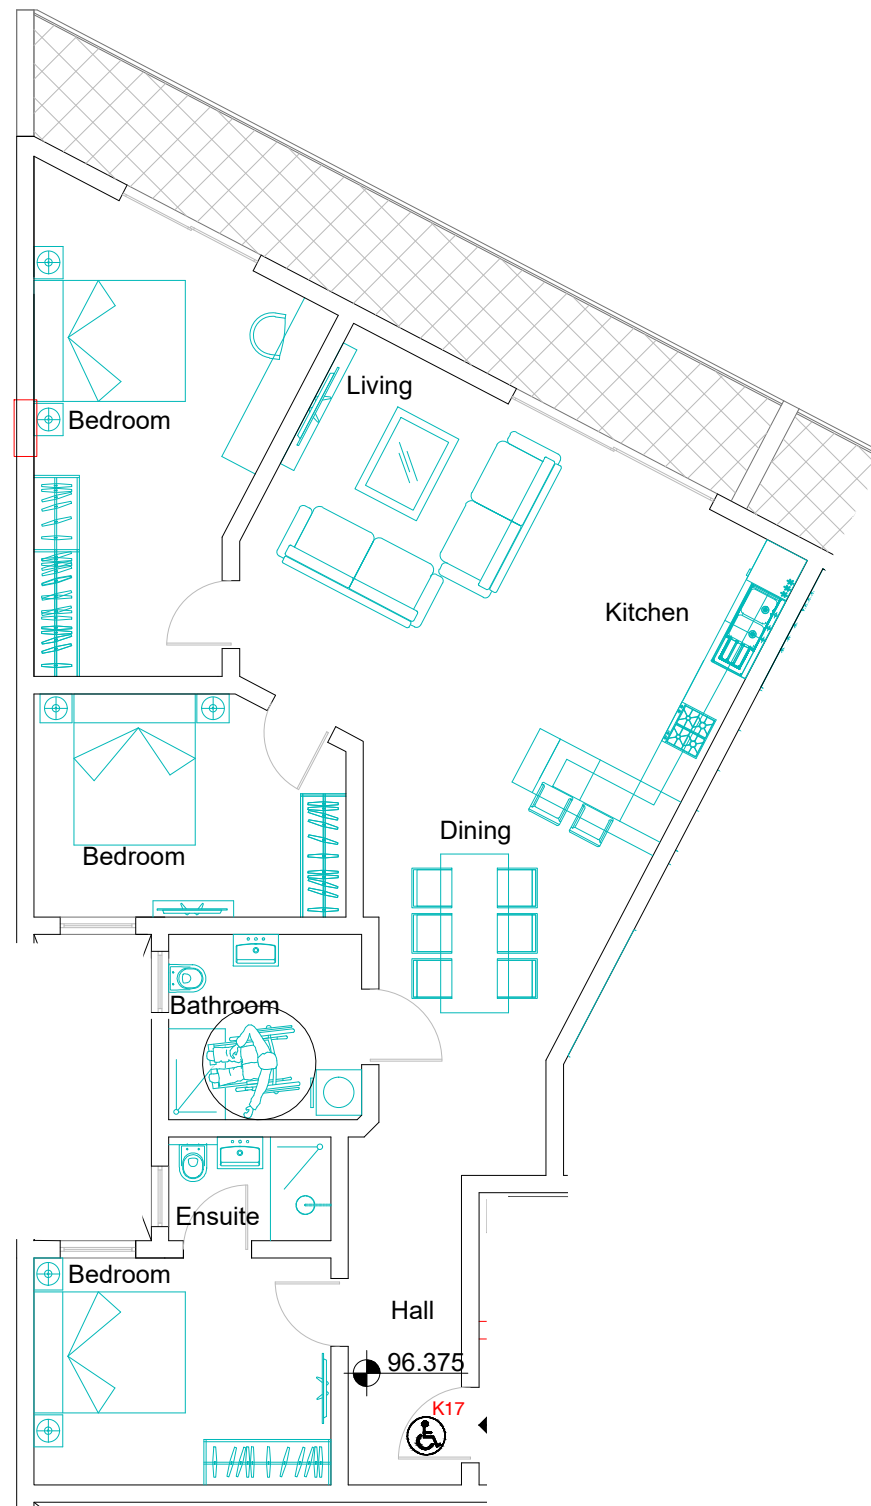 Living
Bedroom
Kitchen
Dining
Bedroom
Bathroom
Ensuite
Bedroom
Hall
96.375
K17